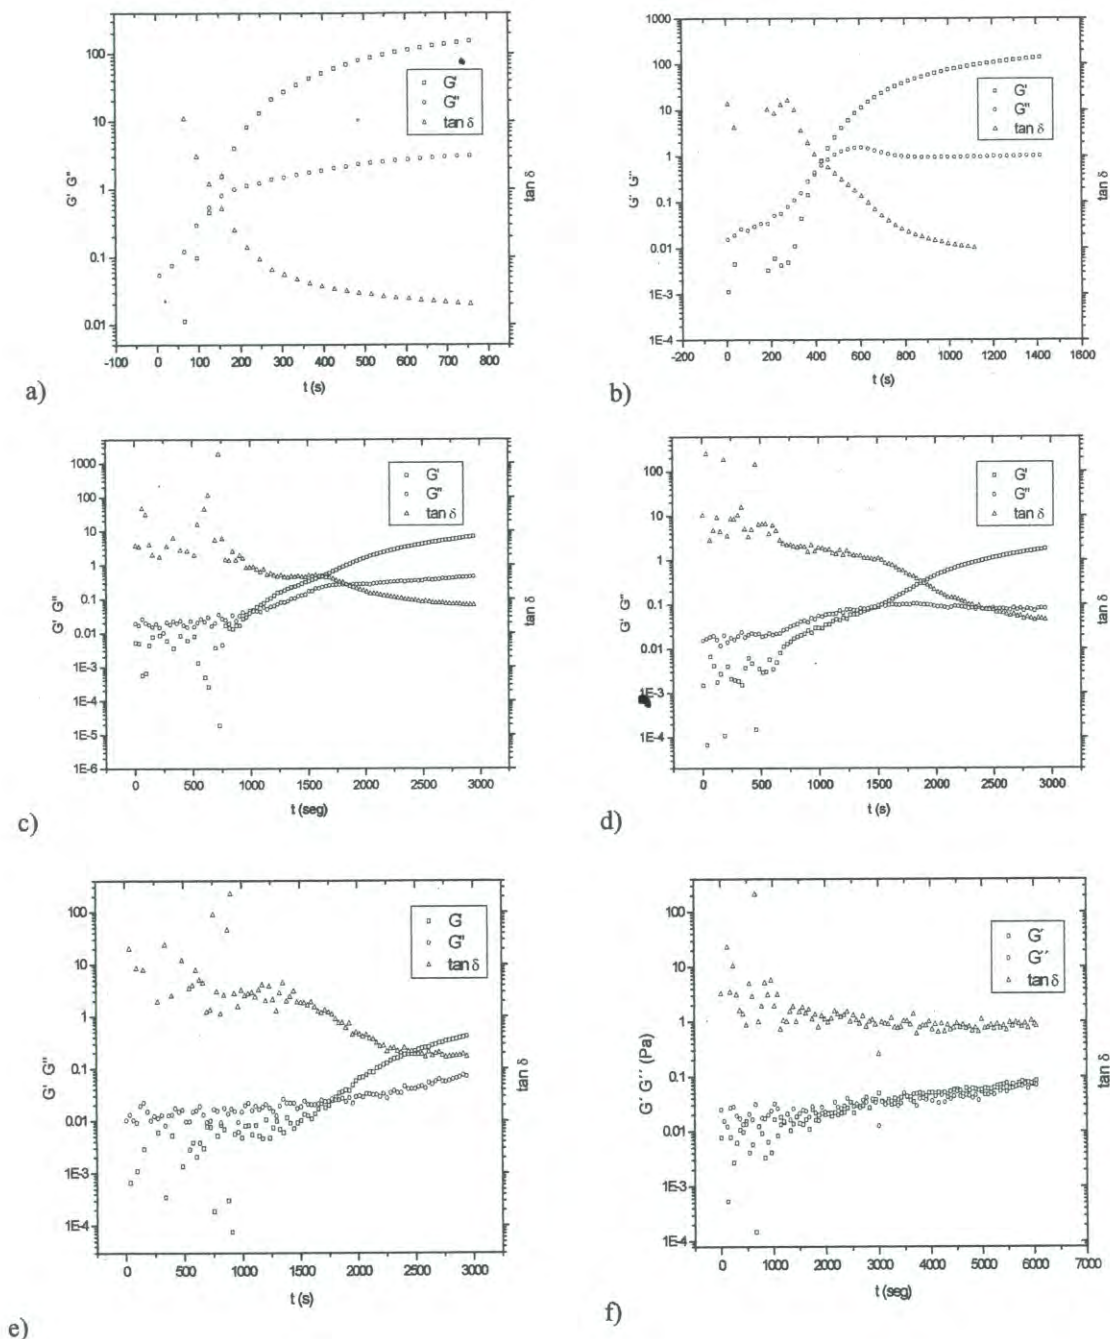 100
10
1
0.1
0.01
G' G"
G'
G"
tan δ
tan δ
-100 0 100 200 300 400 500 600 700 800
t (s)
a)
1000
100
10
1
0.1
0.01
1E-3
1E-4
G' G"
G'
G"
tan δ
tan δ
-200 0 200 400 600 800 1000 1200 1400 1600
t (s)
b)
1000
100
10
1
0.1
0.01
1E-3
1E-4
1E-5
1E-6
G' G"
G'
G"
tan δ
tan δ
0 500 1000 1500 2000 2500 3000
t (seg)
c)
100
10
1
0.1
0.01
1E-3
1E-4
G' G"
G'
G"
tan δ
tan δ
0 500 1000 1500 2000 2500 3000
t (s)
d)
100
10
1
0.1
0.01
1E-3
1E-4
G' G"
G'
G"
tan δ
tan δ
0 500 1000 1500 2000 2500 3000
t (s)
e)
100
10
1
0.1
0.01
1E-3
1E-4
G´ G´´ (Pa)
G´
G´´
tan δ
tan δ
0 1000 2000 3000 4000 5000 6000 7000
t (seg)
f)